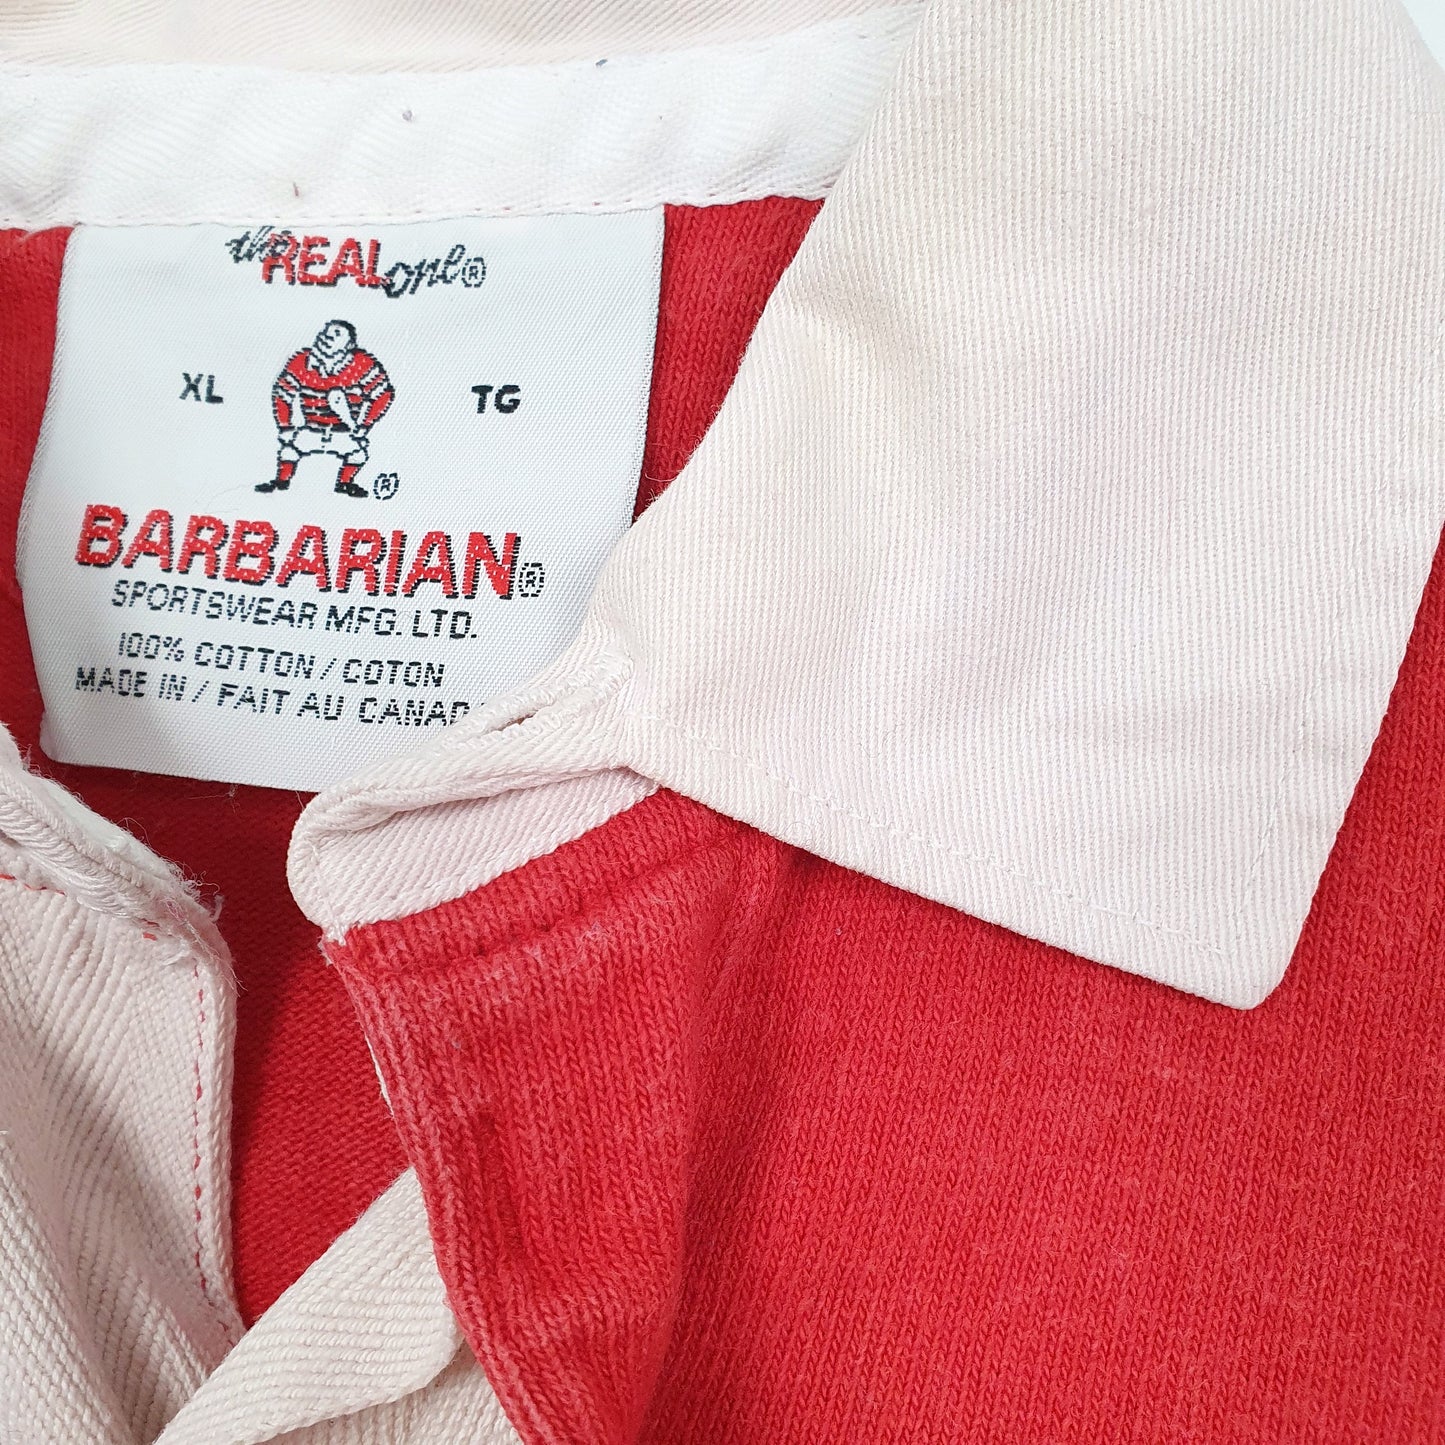 the REAL one®
XL TG
®
BARBARIAN®
SPORTSWEAR MFG. LTD.
100% COTTON / COTON
MADE IN / FAIT AU CANADA